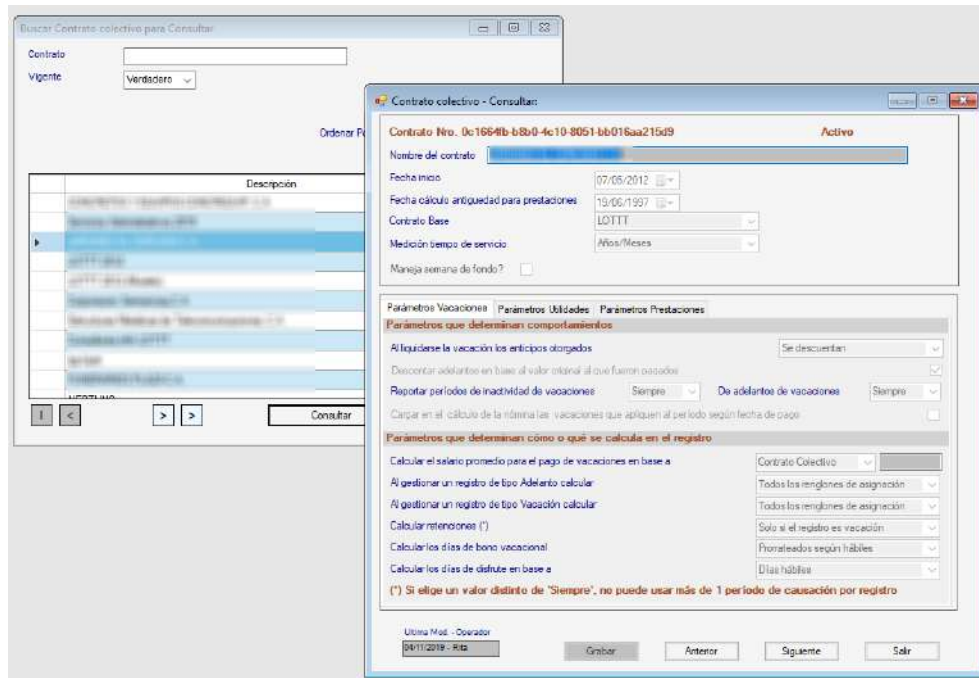 Buscar Contrato colectivo para Consultar
Contrato
Vigente Verdadero
Ordenar
Descripción
LOTTT 2012
Consultar
Contrato colectivo - Consultar:
Contrato Nro. 0c1664fb-b8b0-4c10-8051-bb016aa215d9 Activo
Nombre del contrato
Fecha inicio 07/05/2012
Fecha cálculo antiguedad para prestaciones 19/06/1997
Contrato Base LOTTT
Medición tiempo de servicio Años/Meses
Maneja semana de fondo?
Parámetros Vacaciones Parámetros Utilidades Parámetros Prestaciones
Parámetros que determinan comportamientos
Al liquidarse la vacación los anticipos otorgados Se descuentan
Descontar adelantos en base al valor original al que fueron pagados
Reportar períodos de inactividad de vacaciones Siempre De adelantos de vacaciones Siempre
Cargar en el cálculo de la nómina las vacaciones que apliquen al período según fecha de pago
Parámetros que determinan cómo o qué se calcula en el registro
Calcular el salario promedio para el pago de vacaciones en base a Contrato Colectivo
Al gestionar un registro de tipo Adelanto calcular Todos los renglones de asignación
Al gestionar un registro de tipo Vacación calcular Todos los renglones de asignación
Calcular retenciones (*) Solo si el registro es vacación
Calcular los días de bono vacacional Prorrateados según hábiles
Calcular los días de disfrute en base a Días hábiles
(*) Si elige un valor distinto de 'Siempre', no puede usar más de 1 período de causación por registro
Ultima Mod. - Operador
04/11/2019 - Rita
Grabar Anterior Siguiente Salir